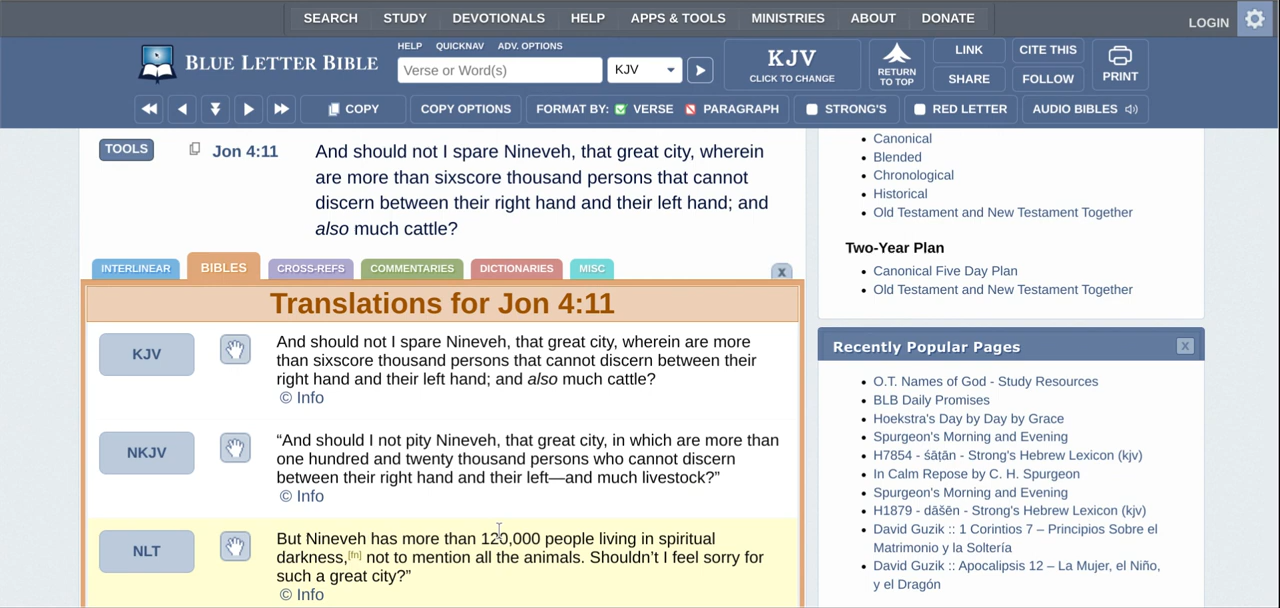 SEARCH STUDY DEVOTIONALS HELP APPS & TOOLS MINISTRIES ABOUT DONATE LOGIN
BLUE LETTER BIBLE
HELP QUICKNAV ADV. OPTIONS
Verse or Word(s) KJV
KJV
CLICK TO CHANGE
RETURN
TO TOP
LINK CITE THIS
SHARE FOLLOW
PRINT
COPY COPY OPTIONS FORMAT BY: VERSE PARAGRAPH STRONG'S RED LETTER AUDIO BIBLES
TOOLS Jon 4:11
And should not I spare Nineveh, that great city, wherein
are more than sixscore thousand persons that cannot
discern between their right hand and their left hand; and
also much cattle?
INTERLINEAR BIBLES CROSS-REFS COMMENTARIES DICTIONARIES MISC X
Translations for Jon 4:11
KJV
And should not I spare Nineveh, that great city, wherein are more
than sixscore thousand persons that cannot discern between their
right hand and their left hand; and also much cattle?
© Info
NKJV
“And should I not pity Nineveh, that great city, in which are more than
one hundred and twenty thousand persons who cannot discern
between their right hand and their left—and much livestock?”
© Info
NLT
But Nineveh has more than 120,000 people living in spiritual
darkness,[fn] not to mention all the animals. Shouldn’t I feel sorry for
such a great city?”
© Info
Canonical
Blended
Chronological
Historical
Old Testament and New Testament Together
Two-Year Plan
Canonical Five Day Plan
Old Testament and New Testament Together
Recently Popular Pages X
O.T. Names of God - Study Resources
BLB Daily Promises
Hoekstra's Day by Day by Grace
Spurgeon's Morning and Evening
H7854 - śāṭān - Strong's Hebrew Lexicon (kjv)
In Calm Repose by C. H. Spurgeon
Spurgeon's Morning and Evening
H1879 - dāšēn - Strong's Hebrew Lexicon (kjv)
David Guzik :: 1 Corintios 7 – Principios Sobre el
Matrimonio y la Soltería
David Guzik :: Apocalipsis 12 – La Mujer, el Niño,
y el Dragón